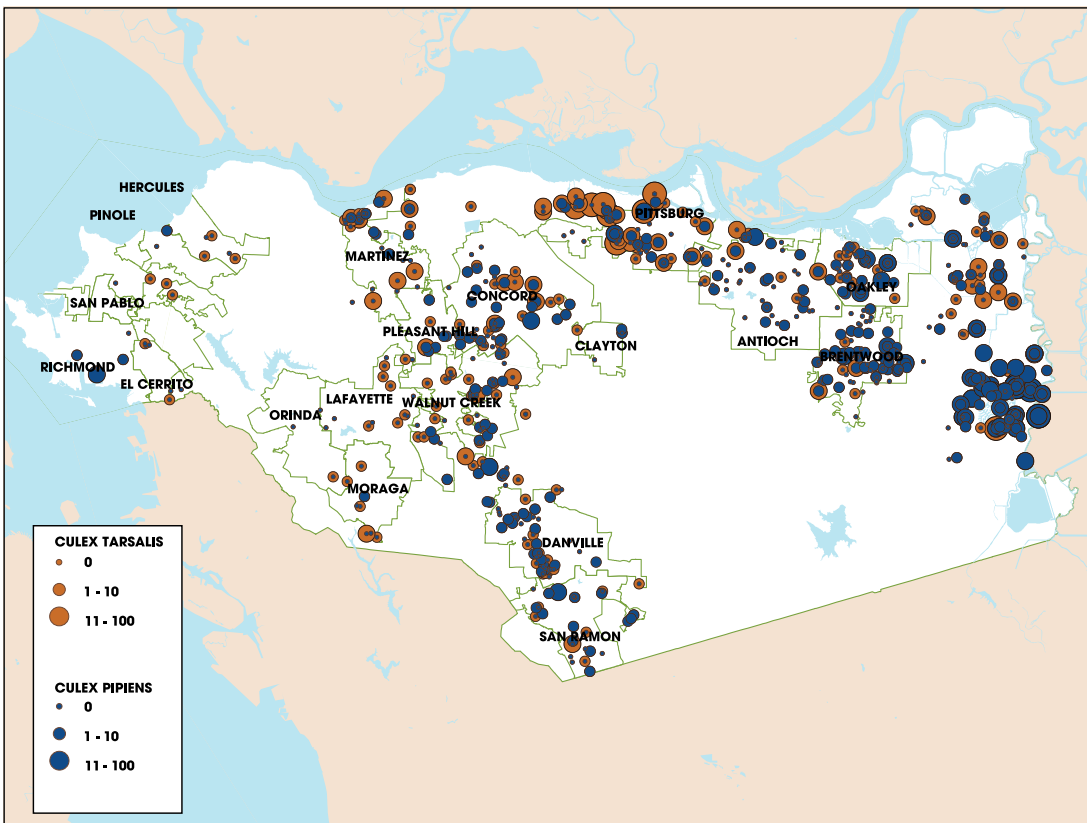 HERCULES
PINOLE
PITTSBURG
MARTINEZ
OAKLEY
SAN PABLO
CONCORD
PLEASANT HILL
ANTIOCH
CLAYTON
BRENTWOOD
RICHMOND
EL CERRITO
LAFAYETTE
WALNUT CREEK
ORINDA
MORAGA
DANVILLE
SAN RAMON
CULEX TARSALIS
0
1 - 10
11 - 100
CULEX PIPIENS
0
1 - 10
11 - 100